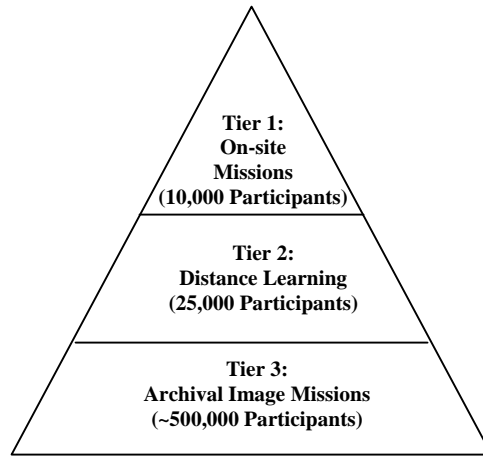 Tier 1:
On-site
Missions
(10,000 Participants)
Tier 2:
Distance Learning
(25,000 Participants)
Tier 3:
Archival Image Missions
(~500,000 Participants)